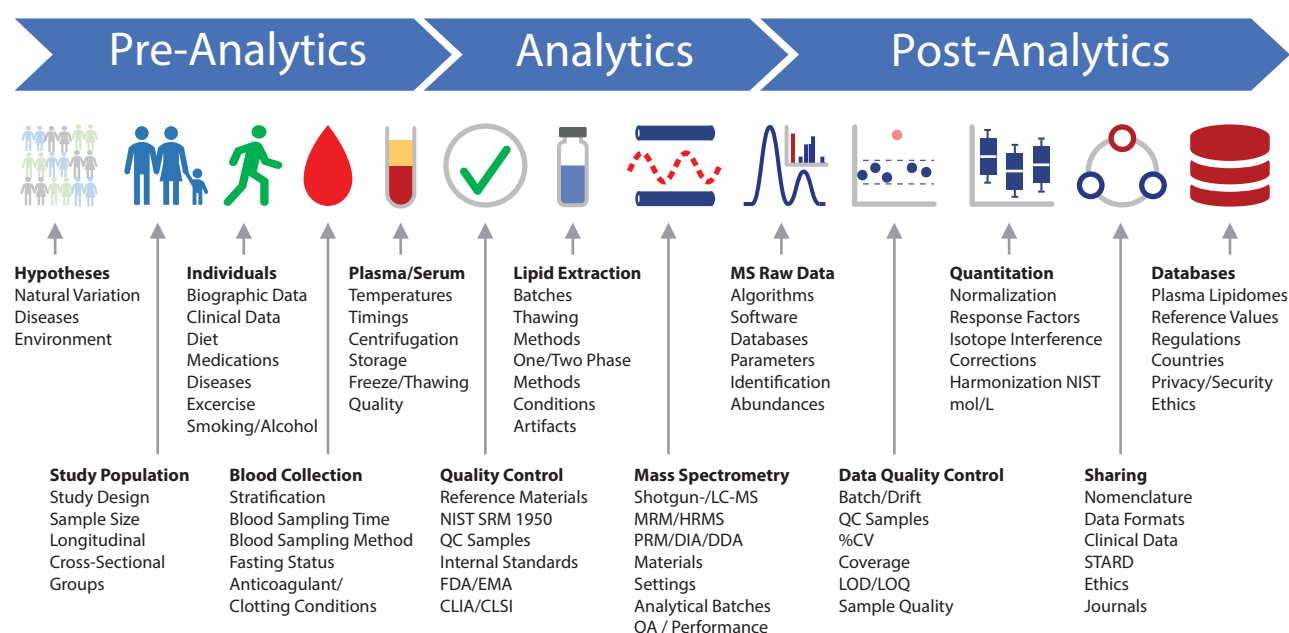 Pre-Analytics
Analytics
Post-Analytics
Hypotheses
Natural Variation
Diseases
Environment
Individuals
Biographic Data
Clinical Data
Diet
Medications
Diseases
Excercise
Smoking/Alcohol
Plasma/Serum
Temperatures
Timings
Centrifugation
Storage
Freeze/Thawing
Quality
Lipid Extraction
Batches
Thawing
Methods
One/Two Phase
Methods
Conditions
Artifacts
MS Raw Data
Algorithms
Software
Databases
Parameters
Identification
Abundances
Quantitation
Normalization
Response Factors
Isotope Interference
Corrections
Harmonization NIST
mol/L
Databases
Plasma Lipidomes
Reference Values
Regulations
Countries
Privacy/Security
Ethics
Study Population
Study Design
Sample Size
Longitudinal
Cross-Sectional
Groups
Blood Collection
Stratification
Blood Sampling Time
Blood Sampling Method
Fasting Status
Anticoagulant/
Clotting Conditions
Quality Control
Reference Materials
NIST SRM 1950
QC Samples
Internal Standards
FDA/EMA
CLIA/CLSI
Mass Spectrometry
Shotgun-/LC-MS
MRM/HRMS
PRM/DIA/DDA
Materials
Settings
Analytical Batches
QA / Performance
Data Quality Control
Batch/Drift
QC Samples
%CV
Coverage
LOD/LOQ
Sample Quality
Sharing
Nomenclature
Data Formats
Clinical Data
STARD
Ethics
Journals